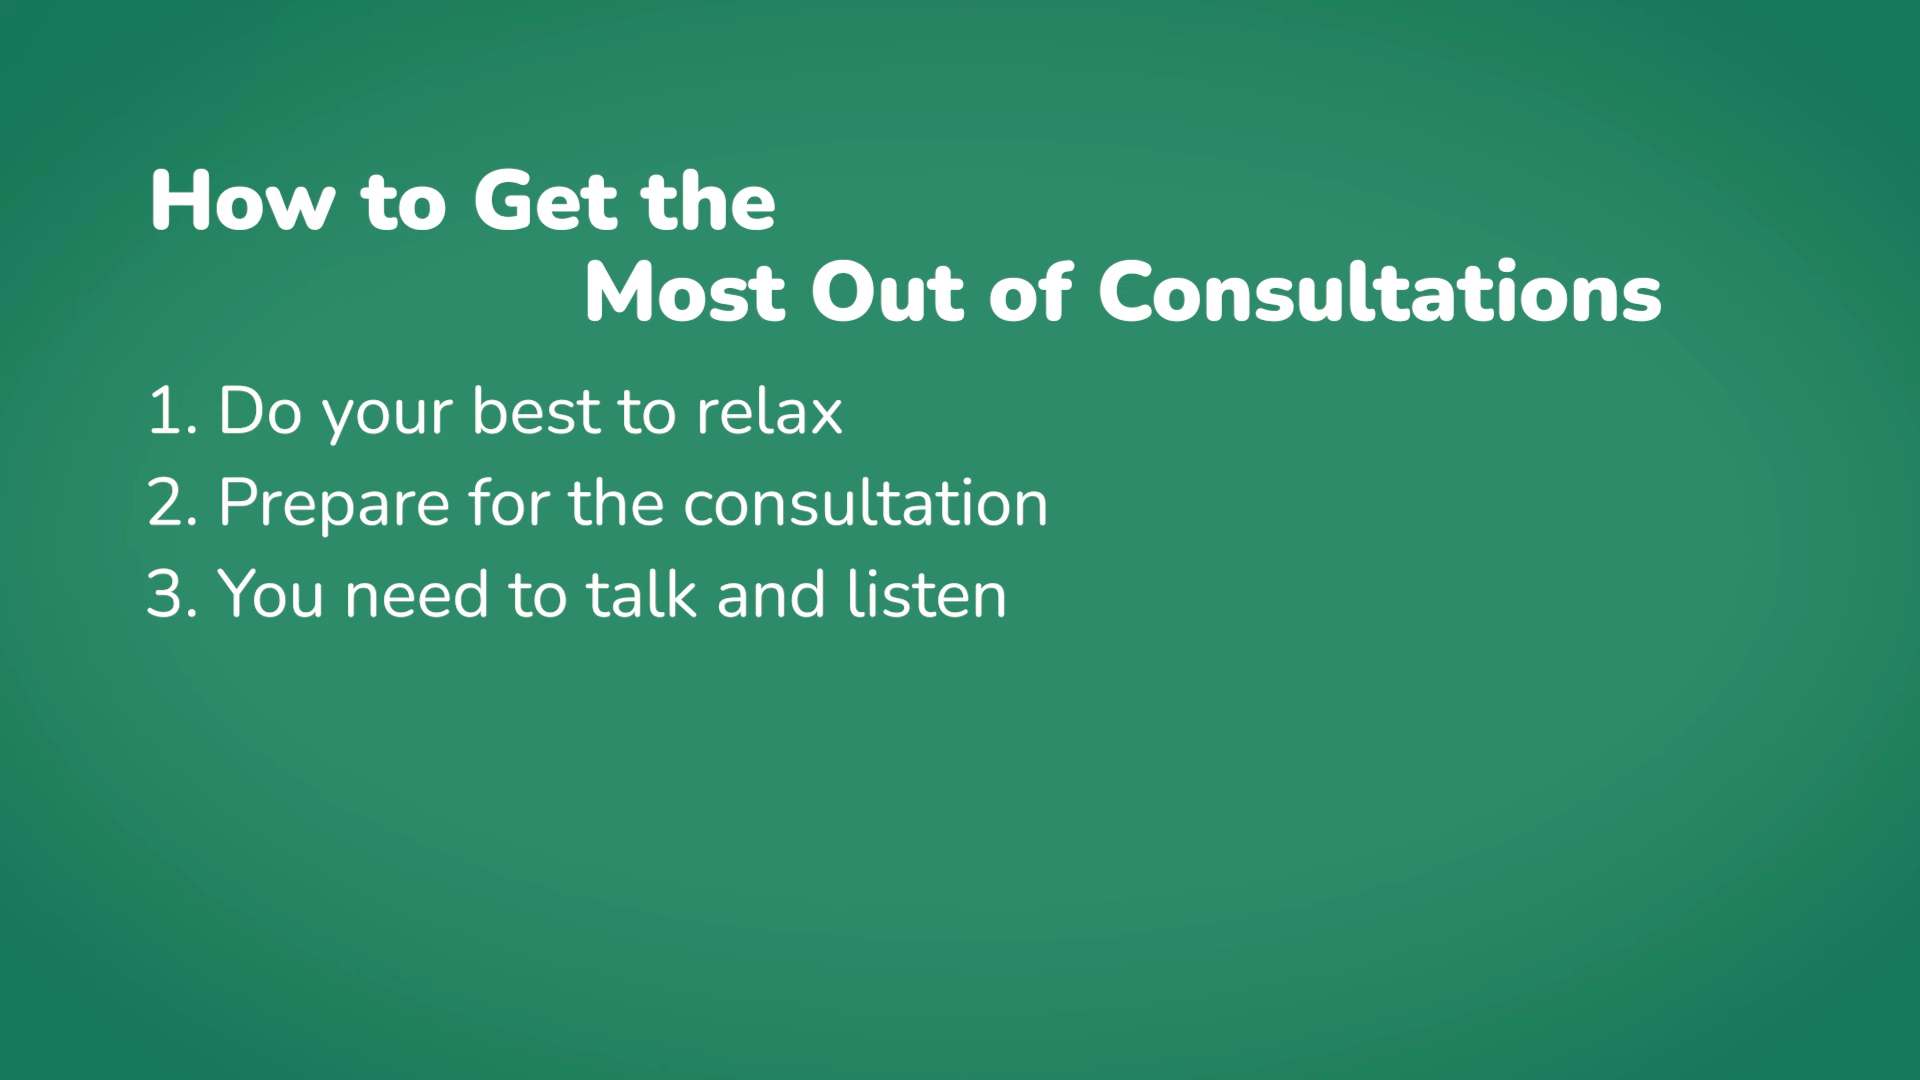 How to Get the
Most Out of Consultations
1. Do your best to relax
2. Prepare for the consultation
3. You need to talk and listen